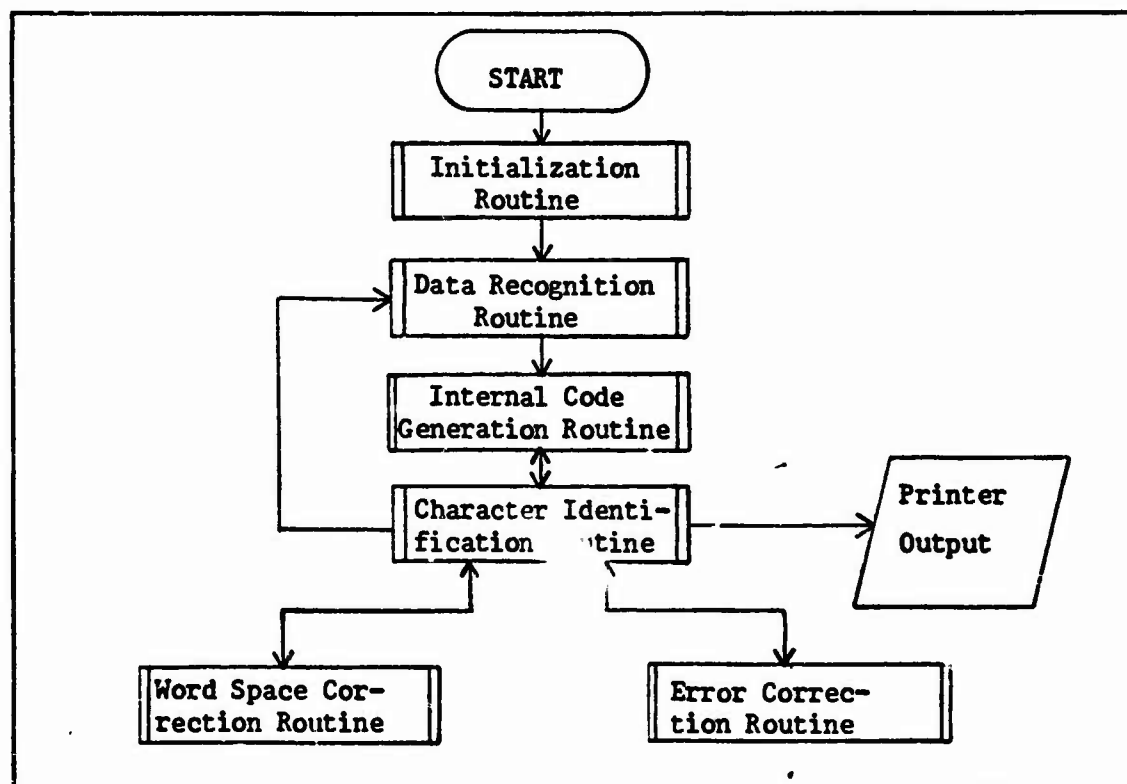 START
Initialization
Routine
Data Recognition
Routine
Internal Code
Generation Routine
Character Identi-
fication utine
Printer
Output
Word Space Cor-
rection Routine
Error Correc-
tion Routine